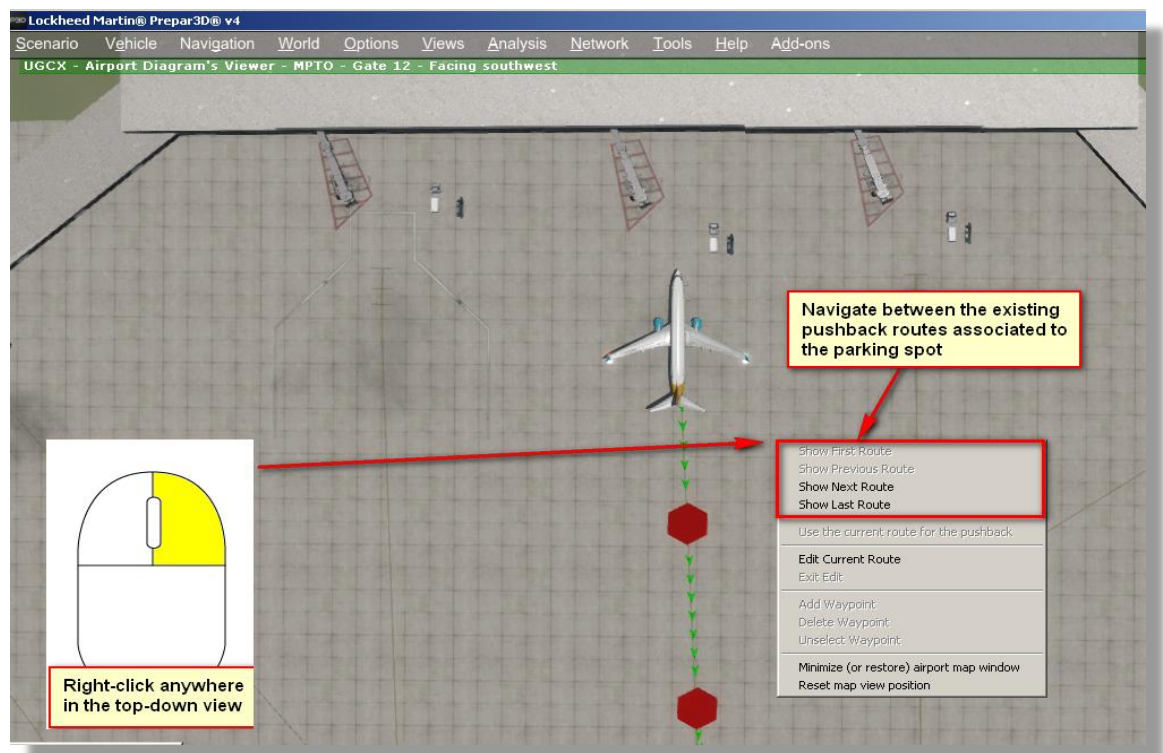 Lockheed Martin® Prepar3D® v4
Scenario Vehicle Navigation World Options Views Analysis Network Tools Help Add-ons
UGCX - Airport Diagram's Viewer - MPTO - Gate 12 - Facing southwest
Navigate between the existing
pushback routes associated to
the parking spot
Show First Route
Show Previous Route
Show Next Route
Show Last Route
Use the current route for the pushback
Edit Current Route
Exit Edit
Add Waypoint
Delete Waypoint
Unselect Waypoint
Minimize (or restore) airport map window
Reset map view position
Right-click anywhere
in the top-down view